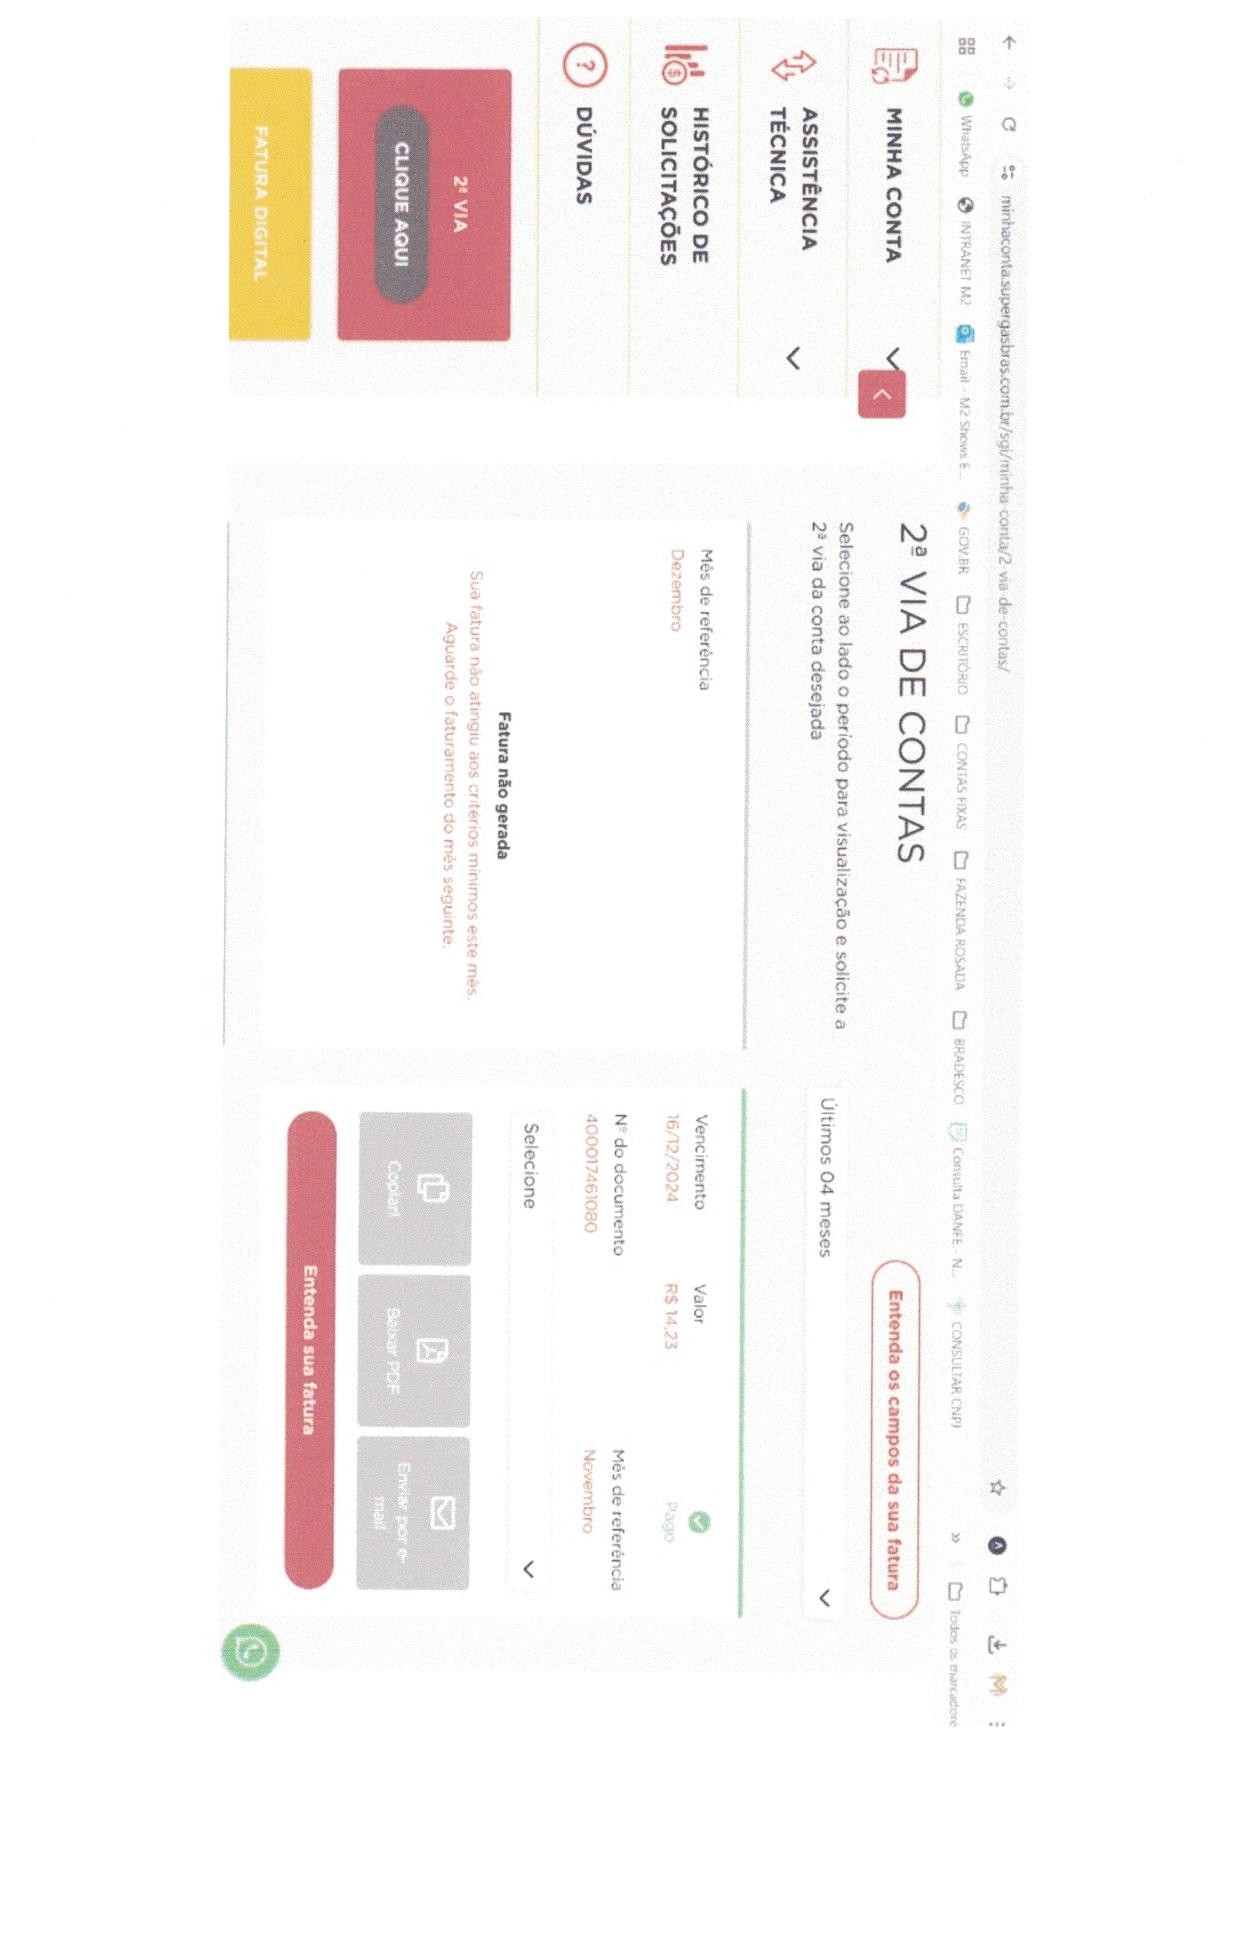 minhaconta.supergasbras.com.br/sgi/minha-conta/2-via-de-contas/
WhatsApp INTRANET M2 Email - M2 Shows E... GOV.BR ESCRITÓRIO CONTAS FIXAS FAZENDA ROSADA BRADESCO Consulta DANFE - N... CONSULTAR CNPJ » Todos os marcadore
MINHA CONTA
ASSISTÊNCIA
TÉCNICA
HISTÓRICO DE
SOLICITAÇÕES
DÚVIDAS
2ª VIA
CLIQUE AQUI
FATURA DIGITAL
2ª VIA DE CONTAS
Entenda os campos da sua fatura
Selecione ao lado o período para visualização e solicite a
2ª via da conta desejada
Últimos 04 meses
Mês de referência
Dezembro
Fatura não gerada
Sua fatura não atingiu aos critérios mínimos este mês.
Aguarde o faturamento do mês seguinte.
Vencimento Valor
16/12/2024 R$ 14,23 Pago
Nº do documento Mês de referência
400017461080 Novembro
Selecione
Copiar!
Baixar PDF
Enviar por e-
mail
Entenda sua fatura